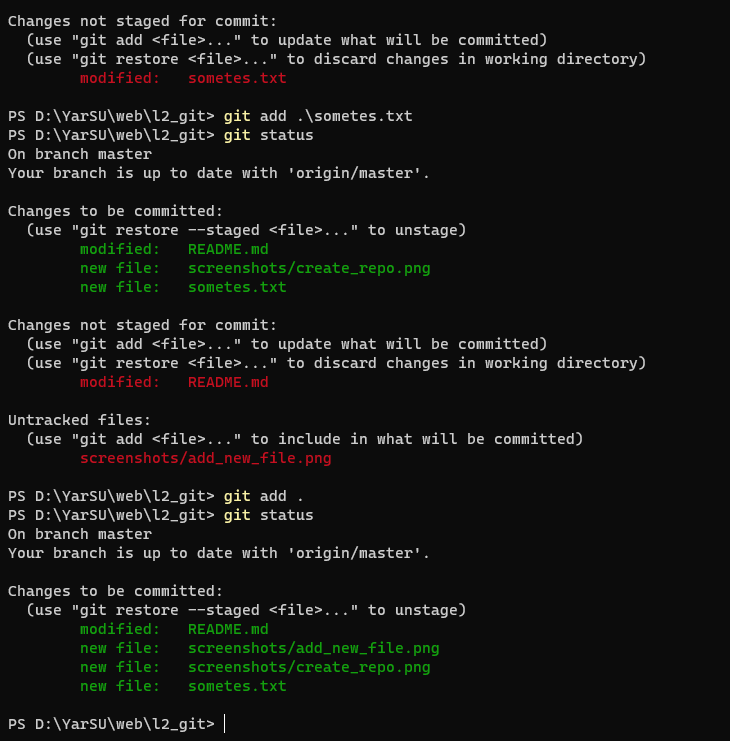 Changes not staged for commit:
  (use "git add <file>..." to update what will be committed)
  (use "git restore <file>..." to discard changes in working directory)
        modified:   sometes.txt

PS D:\YarSU\web\l2_git> git add .\sometes.txt
PS D:\YarSU\web\l2_git> git status
On branch master
Your branch is up to date with 'origin/master'.

Changes to be committed:
  (use "git restore --staged <file>..." to unstage)
        modified:   README.md
        new file:   screenshots/create_repo.png
        new file:   sometes.txt

Changes not staged for commit:
  (use "git add <file>..." to update what will be committed)
  (use "git restore <file>..." to discard changes in working directory)
        modified:   README.md

Untracked files:
  (use "git add <file>..." to include in what will be committed)
        screenshots/add_new_file.png

PS D:\YarSU\web\l2_git> git add .
PS D:\YarSU\web\l2_git> git status
On branch master
Your branch is up to date with 'origin/master'.

Changes to be committed:
  (use "git restore --staged <file>..." to unstage)
        modified:   README.md
        new file:   screenshots/add_new_file.png
        new file:   screenshots/create_repo.png
        new file:   sometes.txt

PS D:\YarSU\web\l2_git>